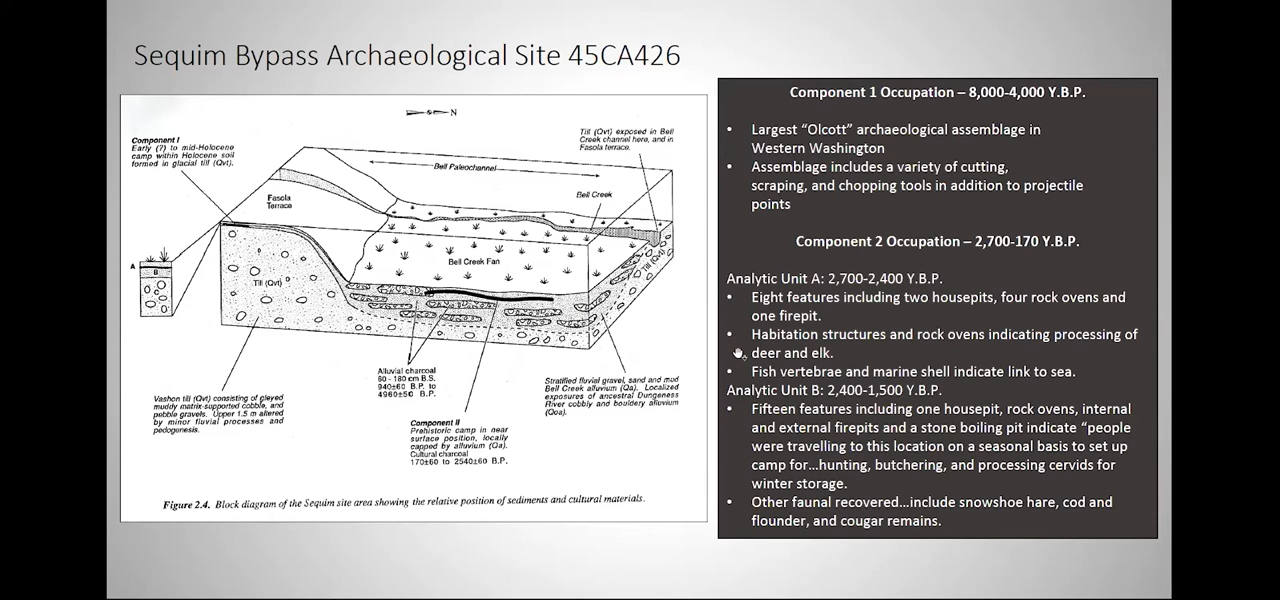 Sequim Bypass Archaeological Site 45CA426
S N
Component I
Early (?) to mid-Holocene
camp within Holocene soil
formed in glacial till (Qvt).
Till (Qvt) exposed in Bell
Creek channel here, and in
Fasola terrace.
Bell Paleochannel
Bell Creek
Fasola
Terrace
Bell Creek Fan
A
B
Till (Qvt)
Till (Qvt)
Vashon till (Qvt) consisting of gleyed
muddy matrix-supported cobble, and
pebble gravels. Upper 1.5 m altered
by minor fluvial processes and
pedogenesis.
Alluvial charcoal
60 - 180 cm B.S.
940±60 B.P. to
4960±50 B.P.
Component II
Prehistoric camp in near
surface position, locally
capped by alluvium (Qa).
Cultural charcoal
170±60 to 2540±60 B.P.
Stratified fluvial gravel, sand and mud
Bell Creek alluvium (Qa). Localized
exposures of ancestral Dungeness
River cobbly and bouldery alluvium
(Qoa).
Figure 2.4. Block diagram of the Sequim site area showing the relative position of sediments and cultural materials.
Component 1 Occupation – 8,000-4,000 Y.B.P.
• Largest “Olcott” archaeological assemblage in
Western Washington
• Assemblage includes a variety of cutting,
scraping, and chopping tools in addition to projectile
points
Component 2 Occupation – 2,700-170 Y.B.P.
Analytic Unit A: 2,700-2,400 Y.B.P.
• Eight features including two housepits, four rock ovens and
one firepit.
• Habitation structures and rock ovens indicating processing of
deer and elk.
• Fish vertebrae and marine shell indicate link to sea.
Analytic Unit B: 2,400-1,500 Y.B.P.
• Fifteen features including one housepit, rock ovens, internal
and external firepits and a stone boiling pit indicate “people
were travelling to this location on a seasonal basis to set up
camp for…hunting, butchering, and processing cervids for
winter storage.
• Other faunal recovered…include snowshoe hare, cod and
flounder, and cougar remains.